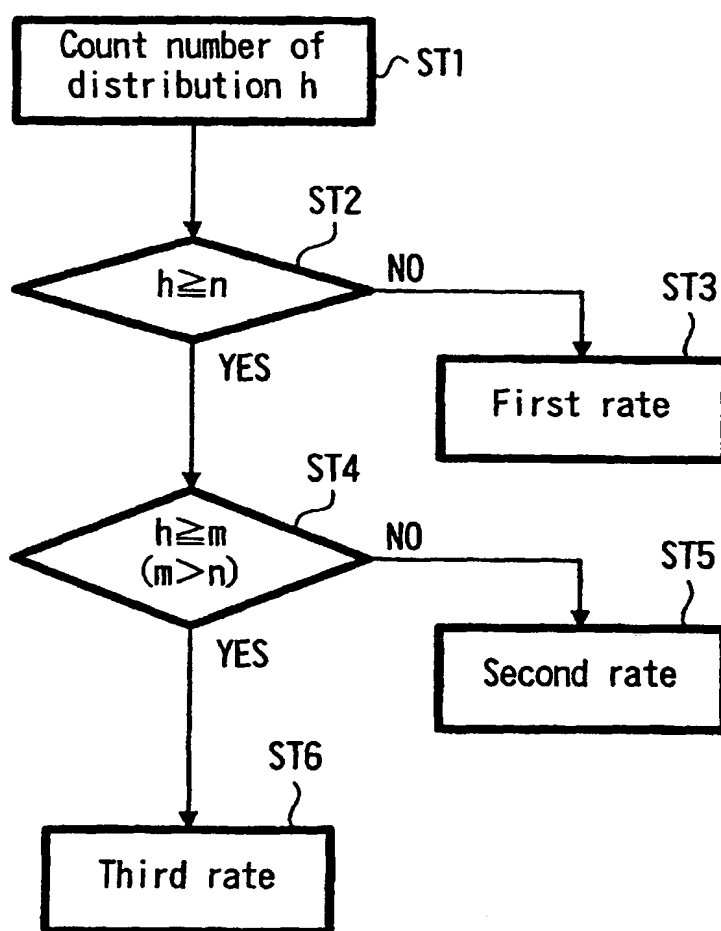 Count number of
distribution h
ST1
ST2
h≧n
NO
YES
ST3
First rate
ST4
h≧m
(m>n)
NO
YES
ST5
Second rate
ST6
Third rate